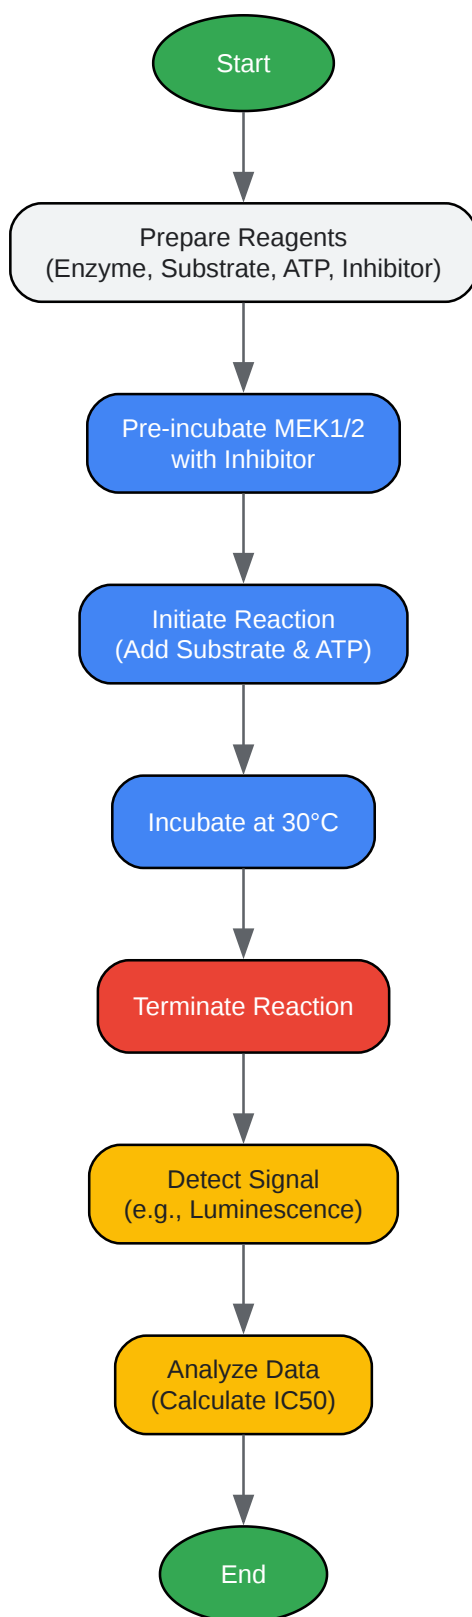 Start
Prepare Reagents
(Enzyme, Substrate, ATP, Inhibitor)
Pre-incubate MEK1/2
with Inhibitor
Initiate Reaction
(Add Substrate & ATP)
Incubate at 30°C
Terminate Reaction
Detect Signal
(e.g., Luminescence)
Analyze Data
(Calculate IC50)
End